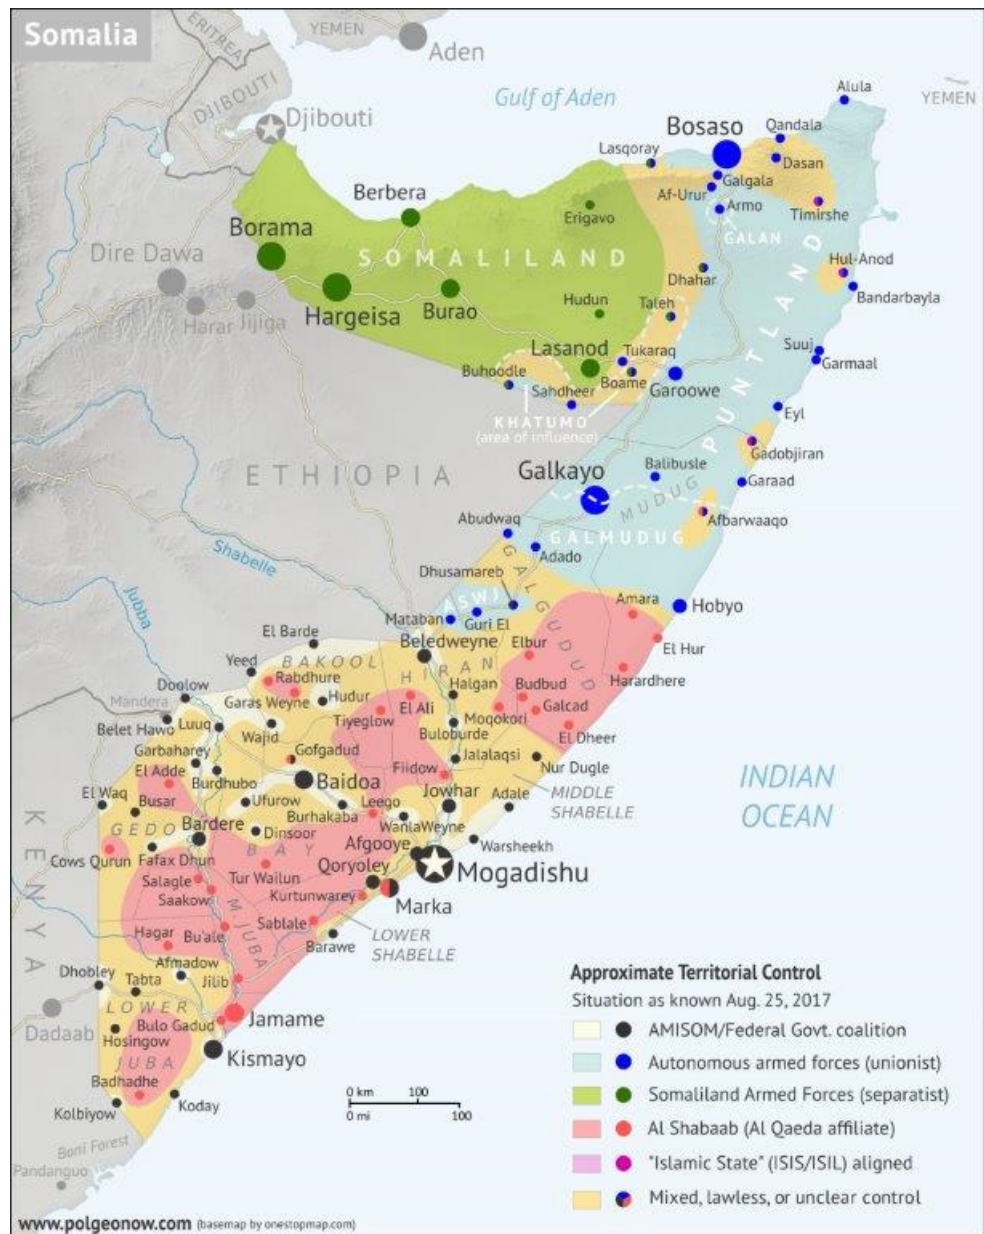 Somalia
ERITREA
YEMEN
Aden
DJIBOUTI
Djibouti
Gulf of Aden
Alula
YEMEN
Bosaso
Qandala
Lasqoray
Dasan
Galgala
Af-Urur
Armo
Timirshe
Berbera
Erigavo
Borama
SOMALILAND
GALAN
Dire Dawa
Hul-Anod
Dhahar
Bandarbayla
PUNTLAND
Harar
Jijiga
Hargeisa
Burao
Hudun
Taleh
Lasanod
Tukaraq
Suuj
Garmaal
Buhoodle
Sahdheer
Boame
Garoowe
KHATUMO
(area of influence)
Eyl
Gadobjiran
ETHIOPIA
Galkayo
Balibusle
Garaad
MUDUG
Abudwaq
Afbarwaaqo
GALMUDUG
Adado
Shabelle
Jubba
Dhusamareb
GALGUDUD
ASWJ
Amara
Hobyo
Mataban
Guri El
El Barde
Beledweyne
Elbur
El Hur
Yeed
BAKOOL
HIRAN
Rabdhure
Halgan
Harardhere
Doolow
Mandera
Garas Weyne
Hudur
El Ali
Budbud
Tiyeglow
Moqokori
Galcad
Belet Hawo
Luuq
Wajid
Buloburde
El Dheer
Garbaharey
Gofgadud
Jalalaqsi
El Adde
Burdhubo
Baidoa
Fiidow
Nur Dugle
INDIAN
OCEAN
El Waq
Busar
Ufurow
Leego
Jowhar
Adale
MIDDLE
SHABELLE
GEDO
Bardere
Burhakaba
WanlaWeyne
Dinsoor
Warsheekh
Afgooye
BAY
Cows Qurun
Fafax Dhun
Qoryoley
Mogadishu
Salagle
Tur Wailun
Saakow
Kurtunwarey
Marka
KENYA
M. JUBA
Sablale
LOWER
SHABELLE
Hagar
Bu'ale
Barawe
Afmadow
Dhobley
Tabta
Jilib
LOWER
JUBA
Dadaab
Bulo Gadud
Jamame
Hosingow
Kismayo
Badhadhe
Kolbiyow
Koday
Boni Forest
Pandanguo
0 km 100
0 mi 100
Approximate Territorial Control
Situation as known Aug. 25, 2017
AMISOM/Federal Govt. coalition
Autonomous armed forces (unionist)
Somaliland Armed Forces (separatist)
Al Shabaab (Al Qaeda affiliate)
"Islamic State" (ISIS/ISIL) aligned
Mixed, lawless, or unclear control
www.polgeonow.com (basemap by onestopmap.com)